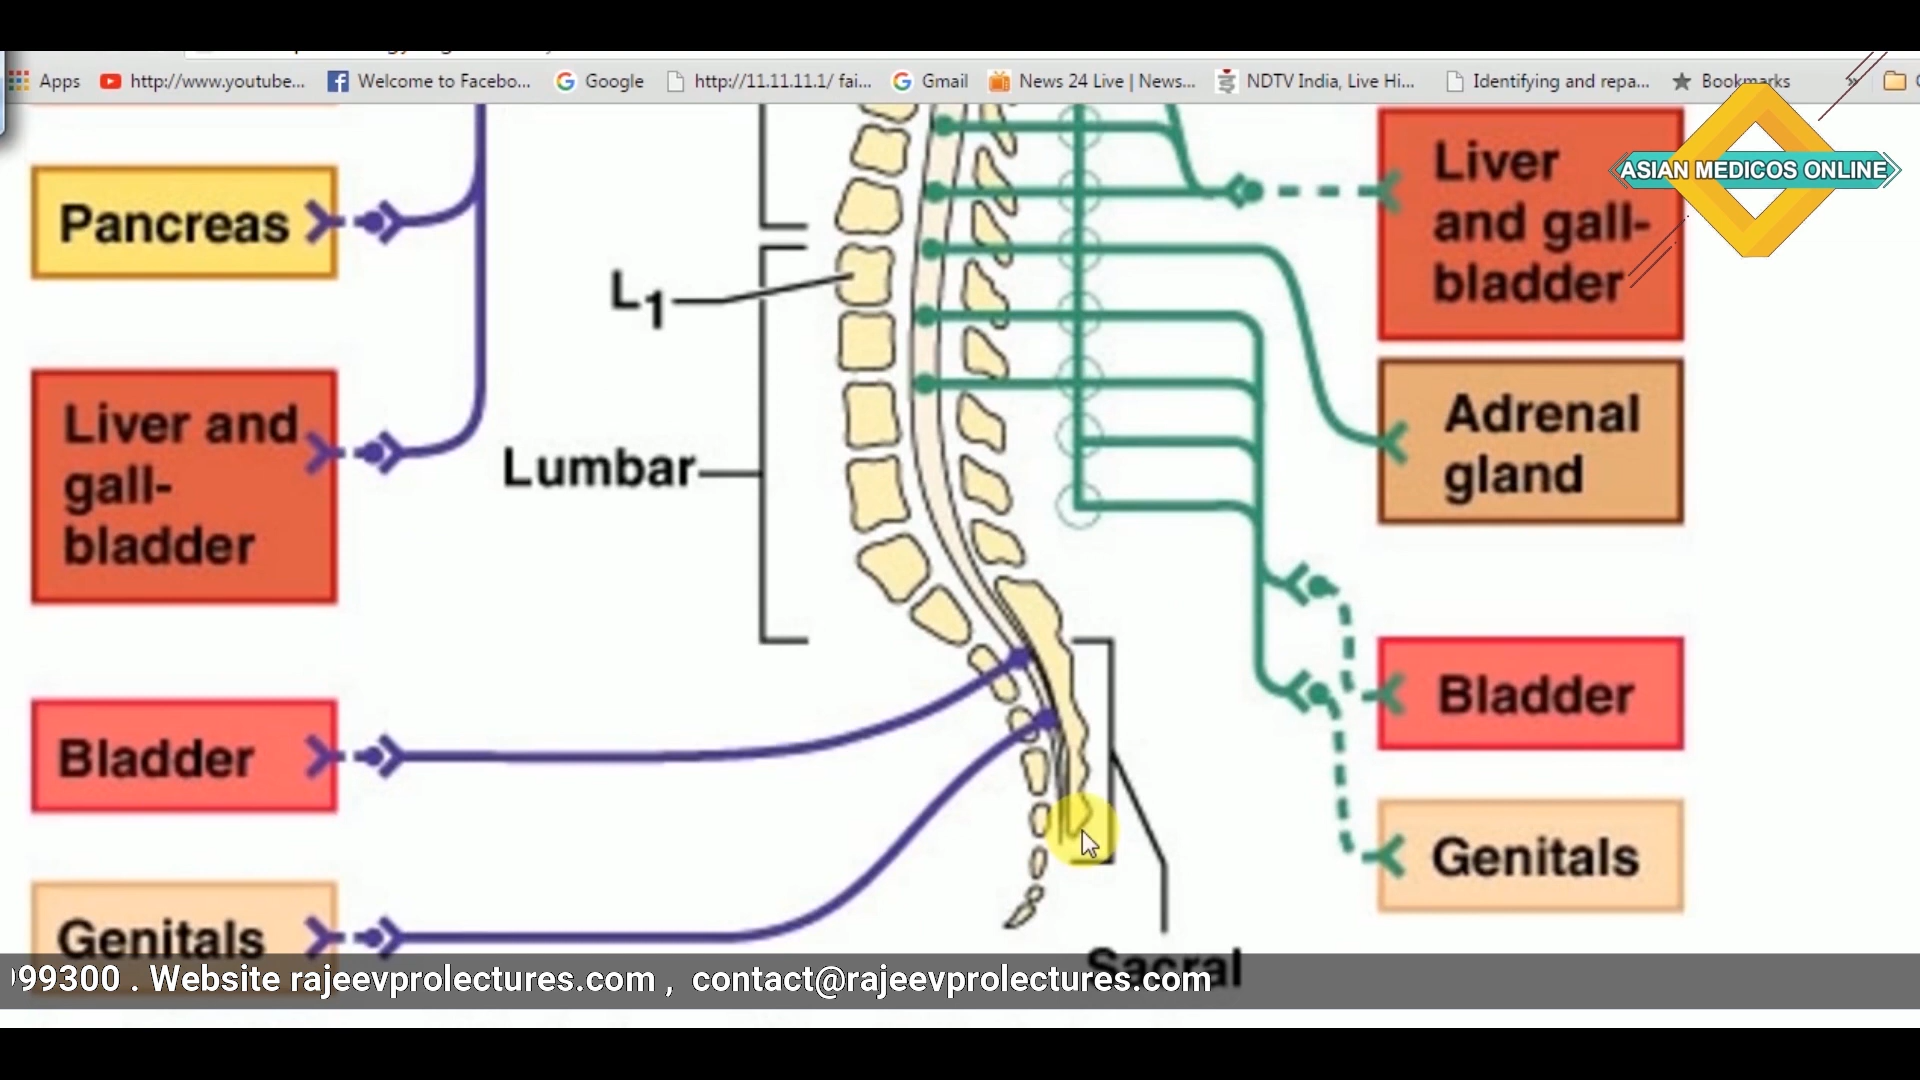 Apps http://www.youtube... Welcome to Facebo... Google http://11.11.11.1/ fai... Gmail News 24 Live | News... NDTV India, Live Hi... Identifying and repa... Bookmarks »
ASIAN MEDICOS ONLINE
Pancreas
Liver and
gall-
bladder
Bladder
Genitals
L1
Lumbar
Sacral
Liver
and gall-
bladder
Adrenal
gland
Bladder
Genitals
99300 . Website rajeevprolectures.com , contact@rajeevprolectures.com